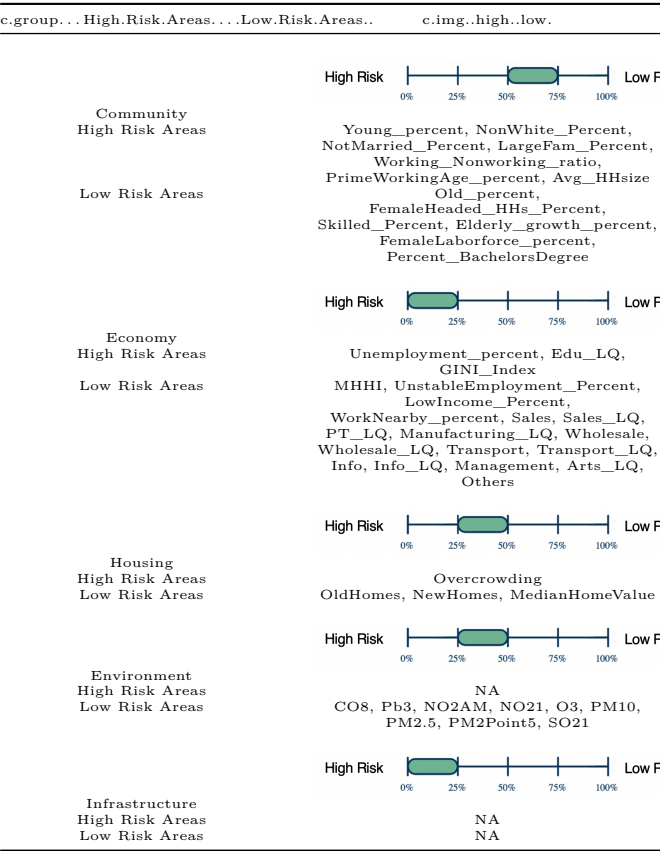 c.group...High.Risk.Areas....Low.Risk.Areas.. c.img..high..low.
High Risk Low R
0% 25% 50% 75% 100%
Community
High Risk Areas Young_percent, NonWhite_Percent,
NotMarried_Percent, LargeFam_Percent,
Working_Nonworking_ratio,
PrimeWorkingAge_percent, Avg_HHsize
Low Risk Areas Old_percent,
FemaleHeaded_HHs_Percent,
Skilled_Percent, Elderly_growth_percent,
FemaleLaborforce_percent,
Percent_BachelorsDegree
High Risk Low R
0% 25% 50% 75% 100%
Economy
High Risk Areas Unemployment_percent, Edu_LQ,
GINI_Index
Low Risk Areas MHHI, UnstableEmployment_Percent,
LowIncome_Percent,
WorkNearby_percent, Sales, Sales_LQ,
PT_LQ, Manufacturing_LQ, Wholesale,
Wholesale_LQ, Transport, Transport_LQ,
Info, Info_LQ, Management, Arts_LQ,
Others
High Risk Low R
0% 25% 50% 75% 100%
Housing
High Risk Areas Overcrowding
Low Risk Areas OldHomes, NewHomes, MedianHomeValue
High Risk Low R
0% 25% 50% 75% 100%
Environment
High Risk Areas NA
Low Risk Areas CO8, Pb3, NO2AM, NO21, O3, PM10,
PM2.5, PM2Point5, SO21
High Risk Low R
0% 25% 50% 75% 100%
Infrastructure
High Risk Areas NA
Low Risk Areas NA